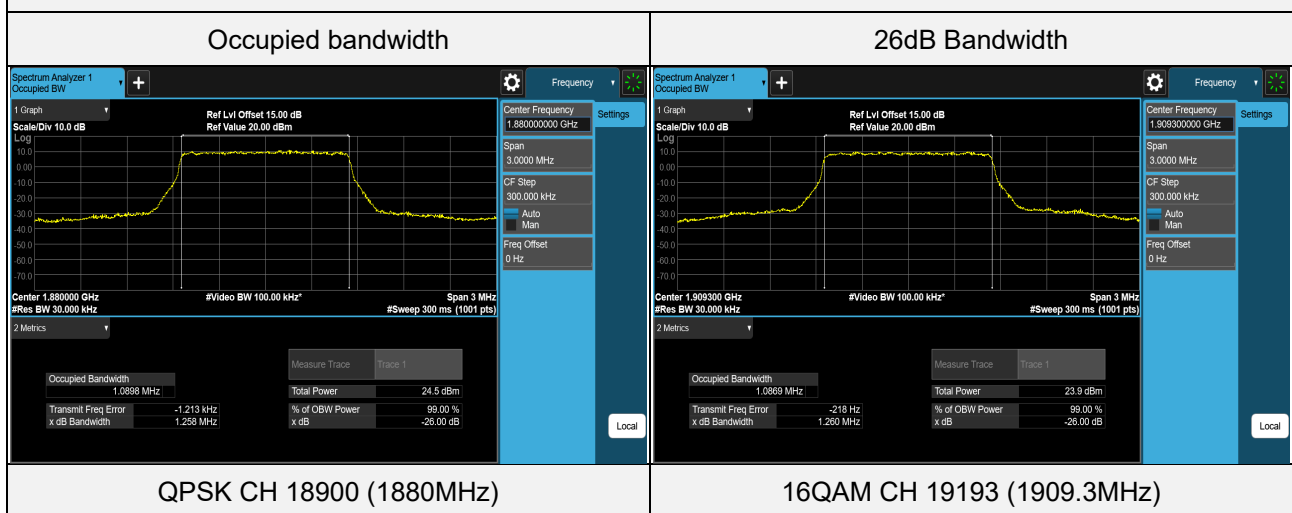 Occupied bandwidth
26dB Bandwidth
Spectrum Analyzer 1
Occupied BW
+
Frequency
1 Graph
Scale/Div 10.0 dB
Ref Lvl Offset 15.00 dB
Ref Value 20.00 dBm
Log
10.0
0.00
-10.0
-20.0
-30.0
-40.0
-50.0
-60.0
-70.0
Center 1.880000 GHz
#Video BW 100.00 kHz*
Span 3 MHz
#Res BW 30.000 kHz
#Sweep 300 ms (1001 pts)
2 Metrics
Measure Trace
Trace 1
Occupied Bandwidth
1.0898 MHz
Total Power
24.5 dBm
Transmit Freq Error
-1.213 kHz
% of OBW Power
99.00 %
x dB Bandwidth
1.258 MHz
x dB
-26.00 dB
Center Frequency
1.880000000 GHz
Settings
Span
3.0000 MHz
CF Step
300.000 kHz
Auto
Man
Freq Offset
0 Hz
Local
Spectrum Analyzer 1
Occupied BW
+
Frequency
1 Graph
Scale/Div 10.0 dB
Ref Lvl Offset 15.00 dB
Ref Value 20.00 dBm
Log
10.0
0.00
-10.0
-20.0
-30.0
-40.0
-50.0
-60.0
-70.0
Center 1.909300 GHz
#Video BW 100.00 kHz*
Span 3 MHz
#Res BW 30.000 kHz
#Sweep 300 ms (1001 pts)
2 Metrics
Measure Trace
Trace 1
Occupied Bandwidth
1.0869 MHz
Total Power
23.9 dBm
Transmit Freq Error
-218 Hz
% of OBW Power
99.00 %
x dB Bandwidth
1.260 MHz
x dB
-26.00 dB
Center Frequency
1.909300000 GHz
Settings
Span
3.0000 MHz
CF Step
300.000 kHz
Auto
Man
Freq Offset
0 Hz
Local
QPSK CH 18900 (1880MHz)
16QAM CH 19193 (1909.3MHz)